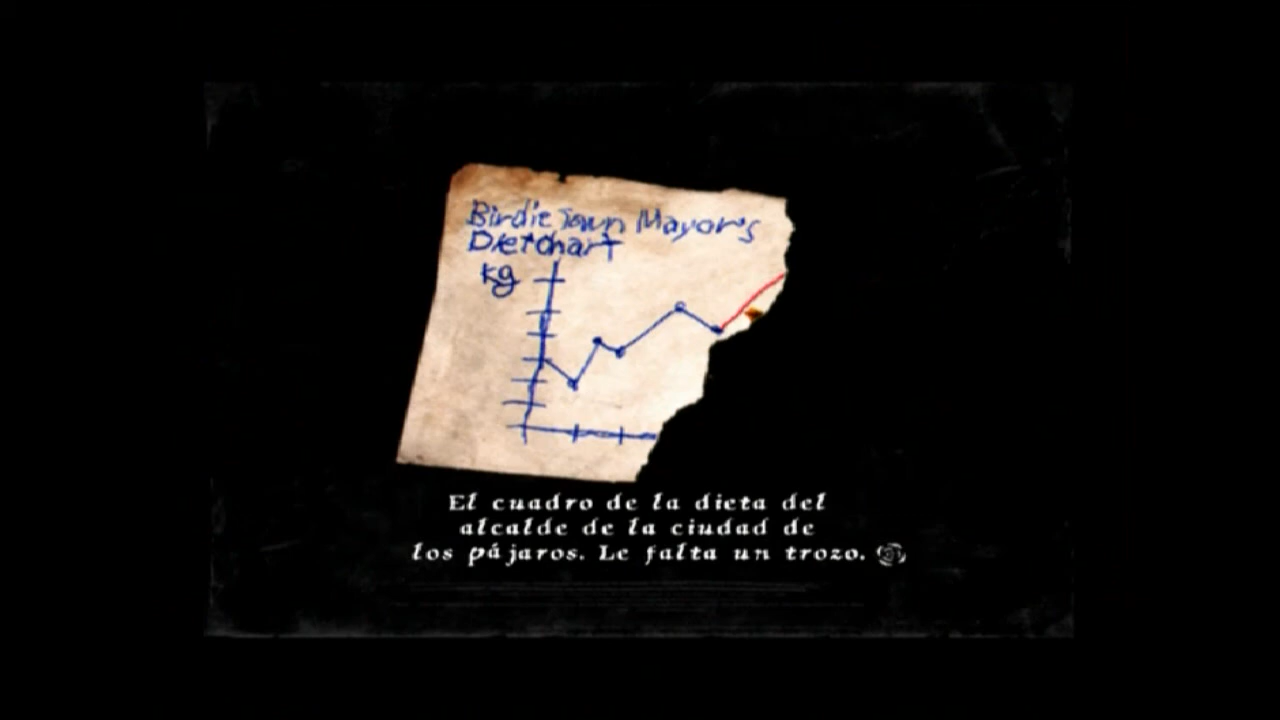 Birdie Town Mayor's
Dietchart
kg
El cuadro de la dieta del
alcalde de la ciudad de
los pájaros. Le falta un trozo.